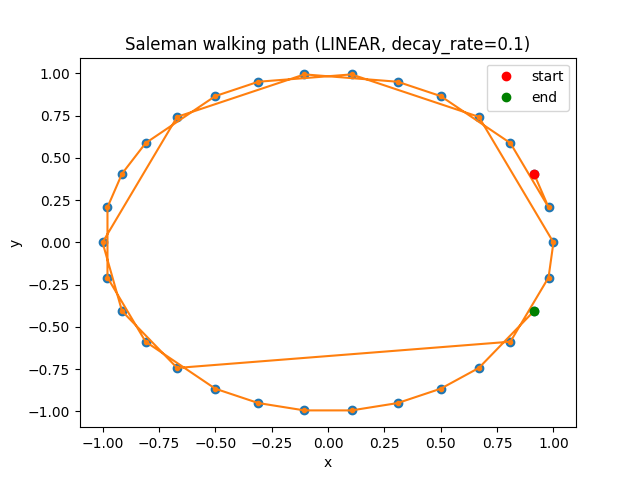 Saleman walking path (LINEAR, decay_rate=0.1)
start
end
1.00
0.75
0.50
0.25
0.00
−0.25
−0.50
−0.75
−1.00
y
−1.00 −0.75 −0.50 −0.25 0.00 0.25 0.50 0.75 1.00
x